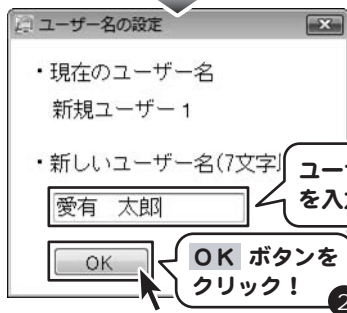 ユーザー名の設定
・現在のユーザー名
新規ユーザー 1
・新しいユーザー名(7文字
愛有 太郎
ユー
を入
OK
OK ボタンを
クリック！
2